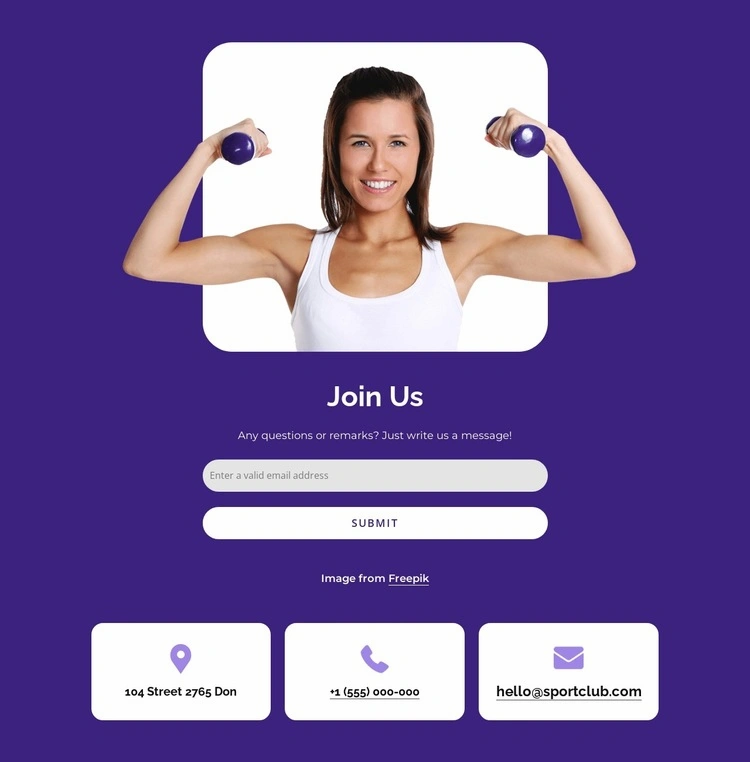 Join Us
Any questions or remarks? Just write us a message!
Enter a valid email address
SUBMIT
Image from Freepik
104 Street 2765 Don
+1 (555) 000-000
hello@sportclub.com